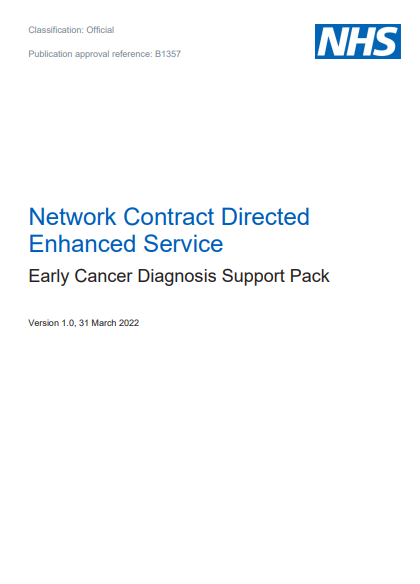 Classification: Official
NHS
Publication approval reference: B1357
Network Contract Directed
Enhanced Service
Early Cancer Diagnosis Support Pack
Version 1.0, 31 March 2022